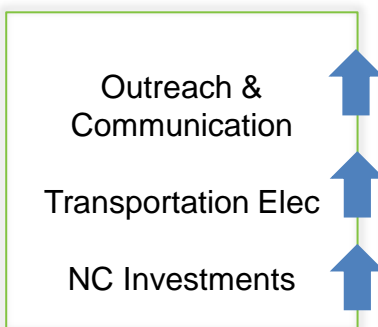 Outreach &
Communication
Transportation Elec
NC Investments